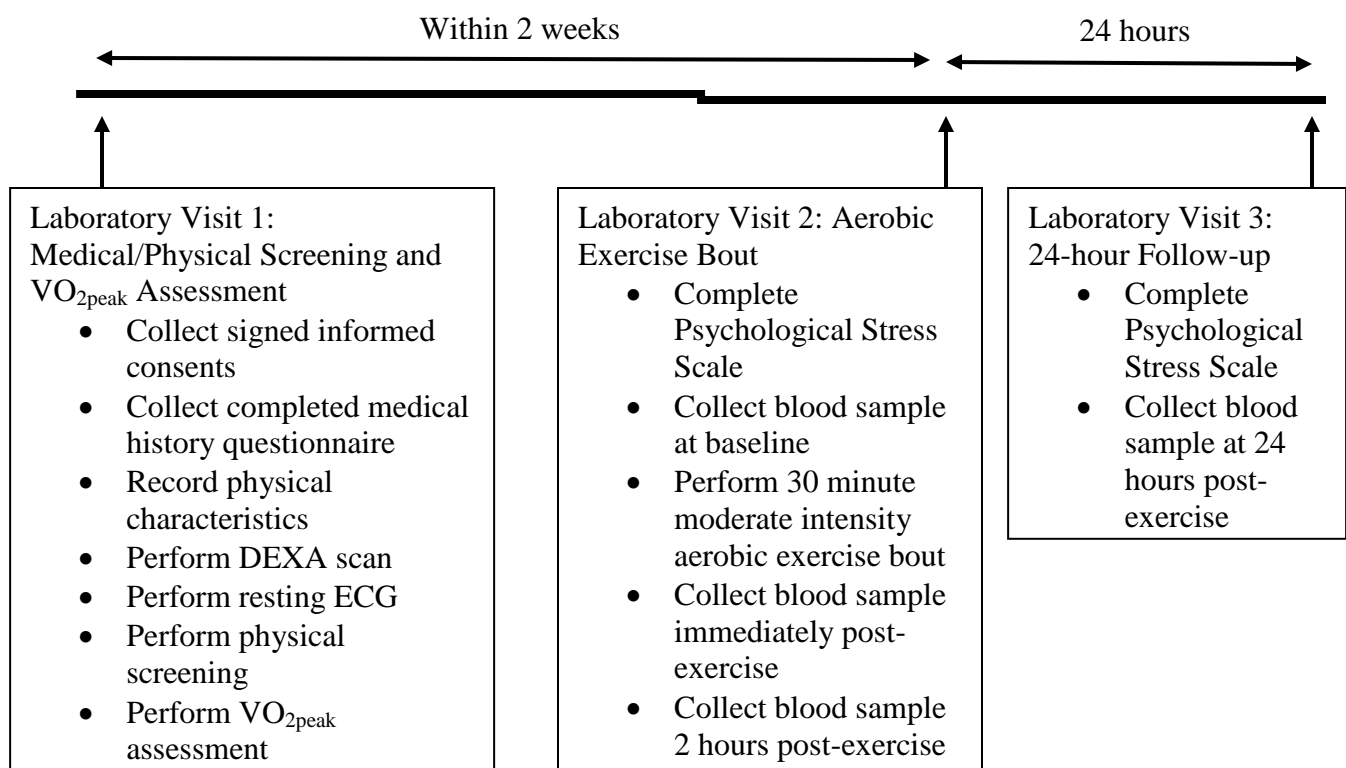 Within 2 weeks
24 hours
Laboratory Visit 1:
Medical/Physical Screening and
VO2peak Assessment
• Collect signed informed
consents
• Collect completed medical
history questionnaire
• Record physical
characteristics
• Perform DEXA scan
• Perform resting ECG
• Perform physical
screening
• Perform VO2peak
assessment
Laboratory Visit 2: Aerobic
Exercise Bout
• Complete
Psychological Stress
Scale
• Collect blood sample
at baseline
• Perform 30 minute
moderate intensity
aerobic exercise bout
• Collect blood sample
immediately post-
exercise
• Collect blood sample
2 hours post-exercise
Laboratory Visit 3:
24-hour Follow-up
• Complete
Psychological
Stress Scale
• Collect blood
sample at 24
hours post-
exercise